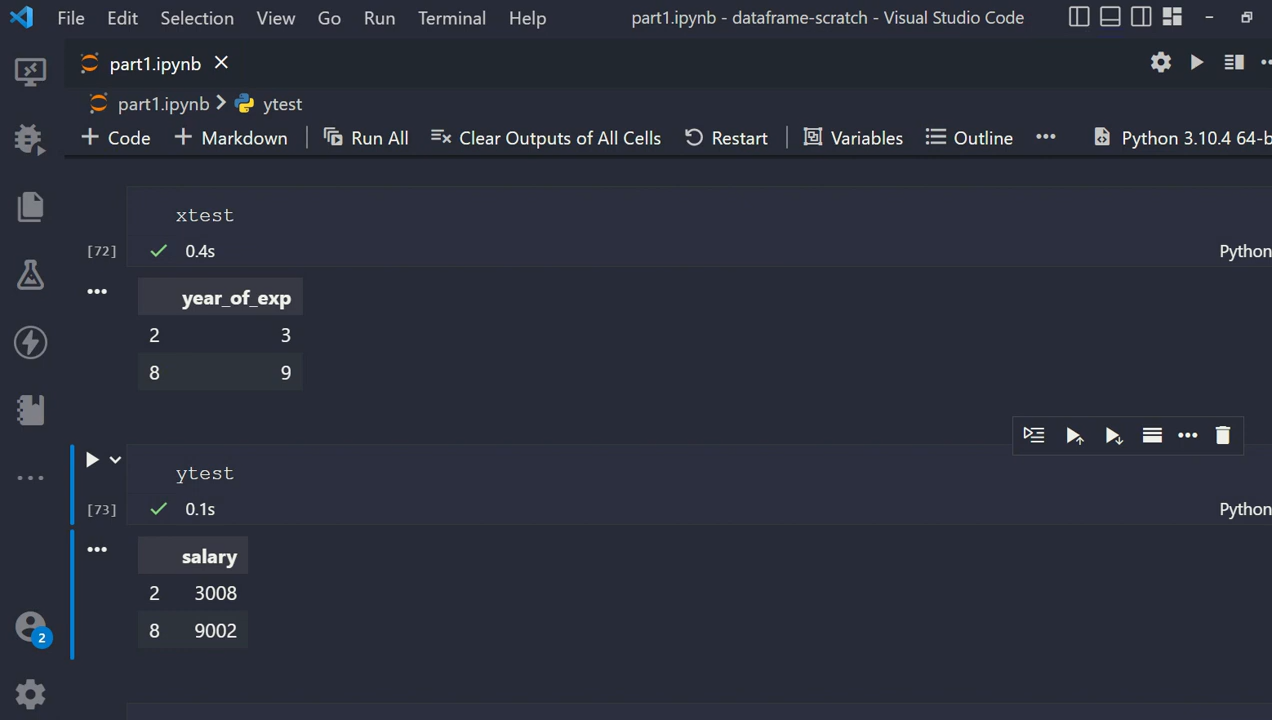 File Edit Selection View Go Run Terminal Help part1.ipynb - dataframe-scratch - Visual Studio Code
part1.ipynb
part1.ipynb > ytest
+ Code + Markdown Run All Clear Outputs of All Cells Restart Variables Outline ... Python 3.10.4 64-b
xtest
[72] 0.4s Python
year_of_exp
2 3
8 9
ytest
[73] 0.1s Python
salary
2 3008
8 9002
2